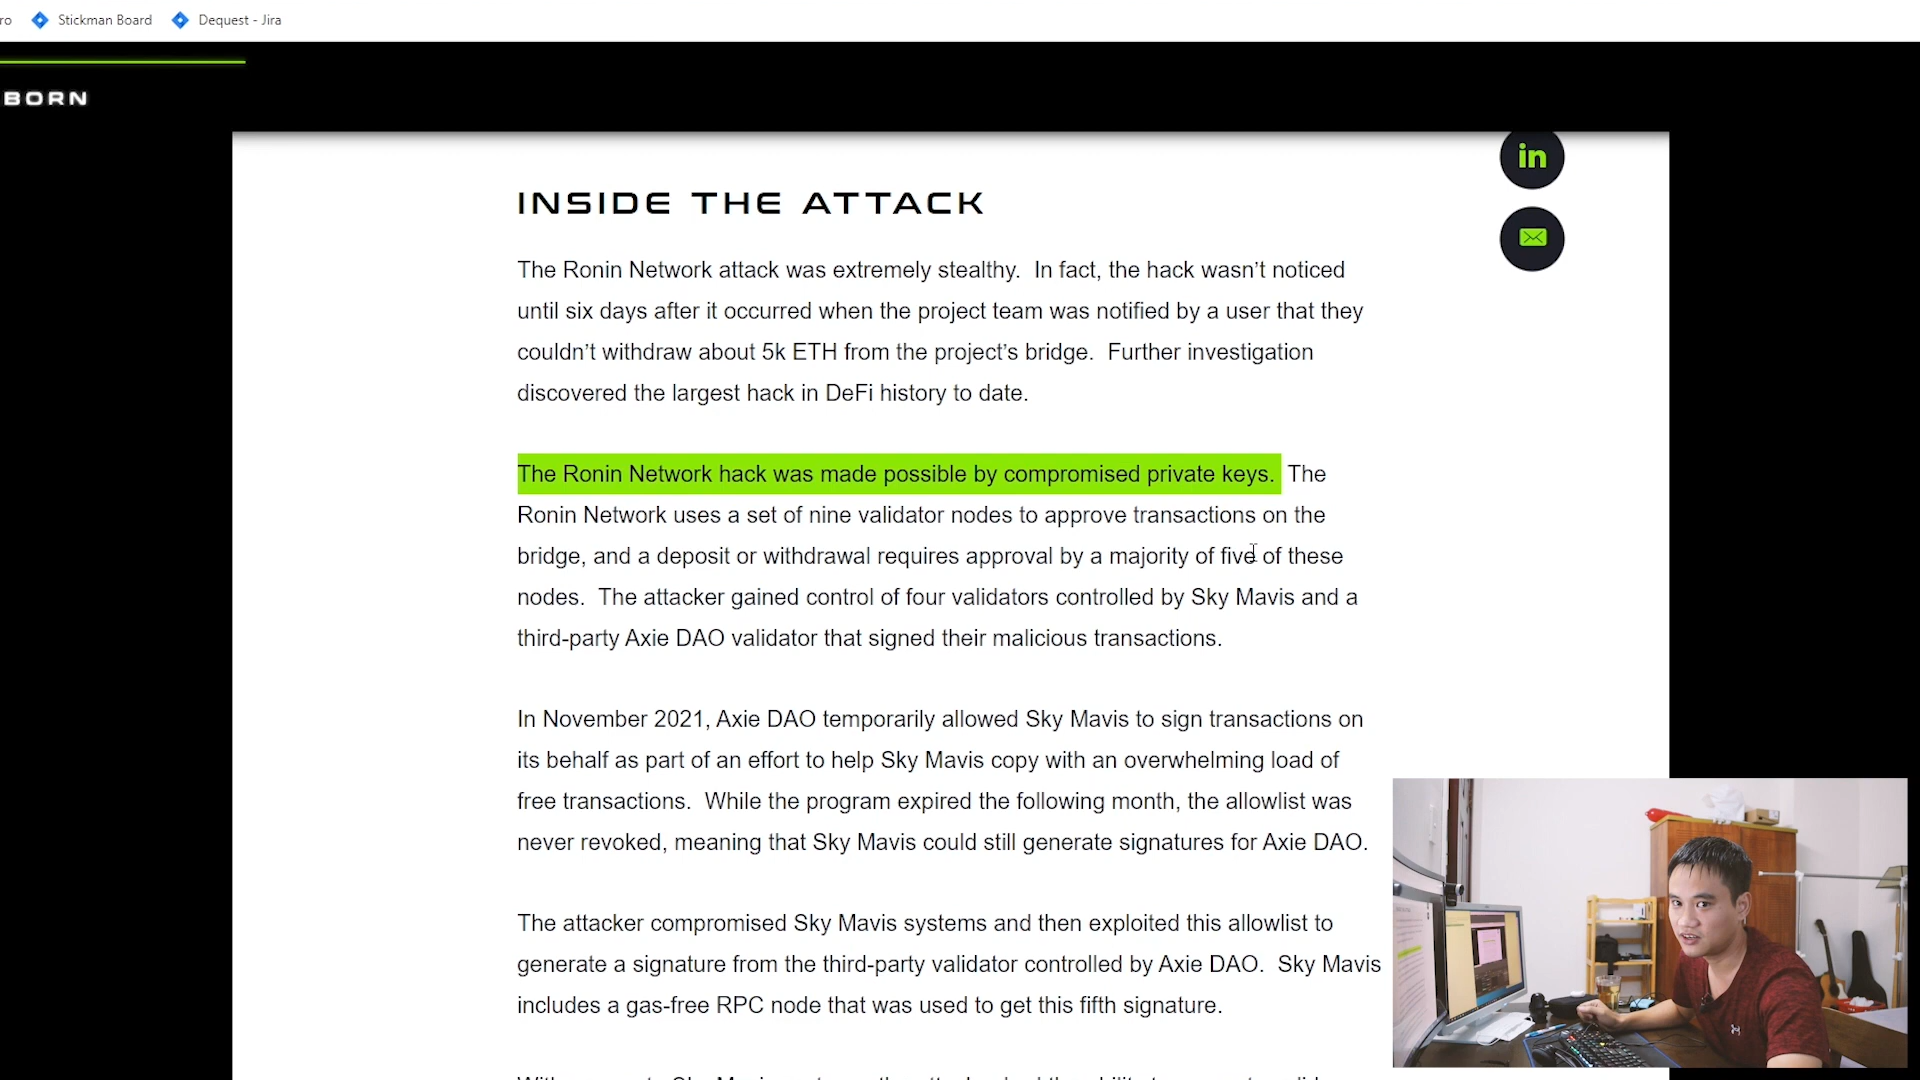 ro Stickman Board Dequest - Jira
BORN
in
INSIDE THE ATTACK
The Ronin Network attack was extremely stealthy. In fact, the hack wasn't noticed
until six days after it occurred when the project team was notified by a user that they
couldn't withdraw about 5k ETH from the project's bridge. Further investigation
discovered the largest hack in DeFi history to date.
The Ronin Network hack was made possible by compromised private keys. The
Ronin Network uses a set of nine validator nodes to approve transactions on the
bridge, and a deposit or withdrawal requires approval by a majority of five of these
nodes. The attacker gained control of four validators controlled by Sky Mavis and a
third-party Axie DAO validator that signed their malicious transactions.
In November 2021, Axie DAO temporarily allowed Sky Mavis to sign transactions on
its behalf as part of an effort to help Sky Mavis copy with an overwhelming load of
free transactions. While the program expired the following month, the allowlist was
never revoked, meaning that Sky Mavis could still generate signatures for Axie DAO.
The attacker compromised Sky Mavis systems and then exploited this allowlist to
generate a signature from the third-party validator controlled by Axie DAO. Sky Mavis
includes a gas-free RPC node that was used to get this fifth signature.